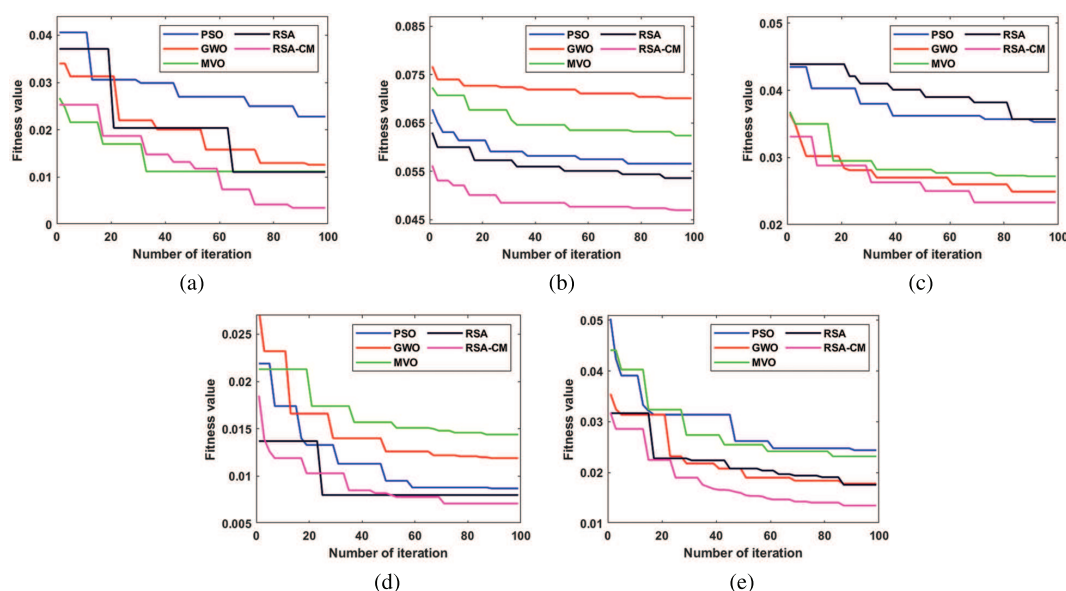 0.04
0.03
0.02
0.01
0
Fitness value
PSO
GWO
MVO
RSA
RSA-CM
0 20 40 60 80 100
Number of iteration
(a)
0.085
0.075
0.065
0.055
0.045
Fitness value
PSO
GWO
MVO
RSA
RSA-CM
0 20 40 60 80 100
Number of iteration
(b)
0.05
0.04
0.03
0.02
Fitness value
PSO
GWO
MVO
RSA
RSA-CM
0 20 40 60 80 100
Number of iteration
(c)
0.025
0.02
0.015
0.01
0.005
Fitness value
PSO
GWO
MVO
RSA
RSA-CM
0 20 40 60 80 100
Number of iteration
(d)
0.05
0.04
0.03
0.02
0.01
Fitness value
PSO
GWO
MVO
RSA
RSA-CM
0 20 40 60 80 100
Number of iteration
(e)